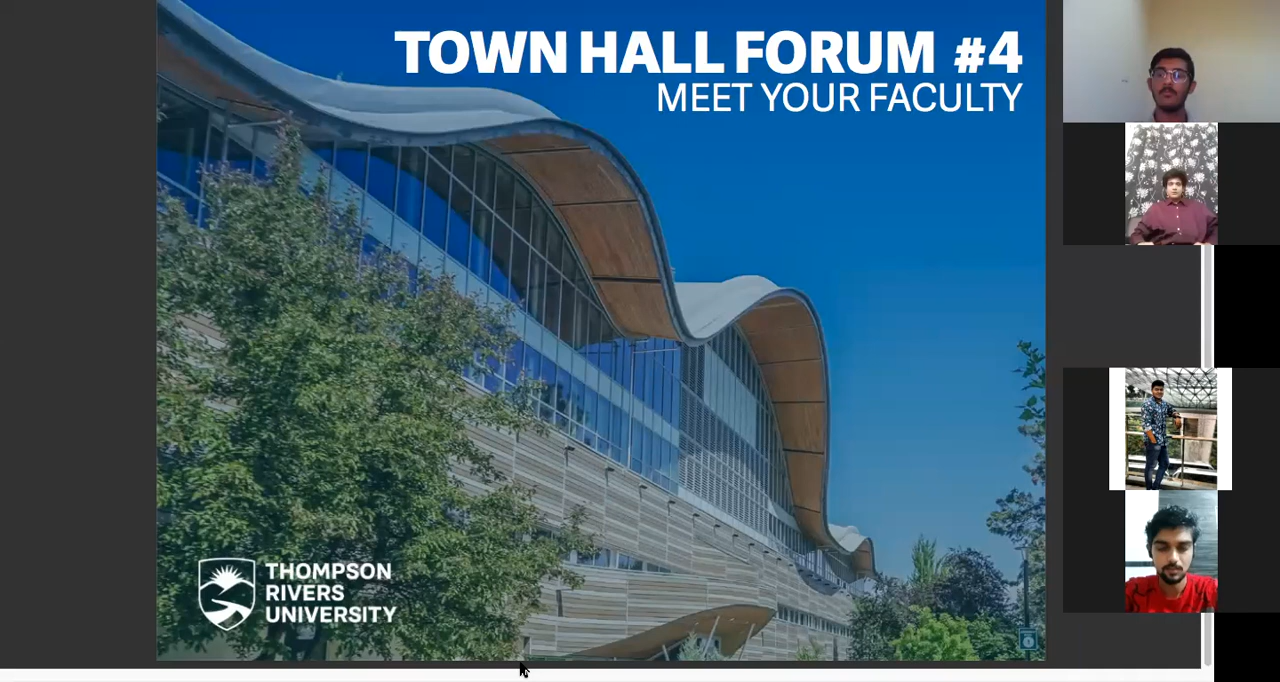 TOWN HALL FORUM #4
MEET YOUR FACULTY
THOMPSON
RIVERS
UNIVERSITY